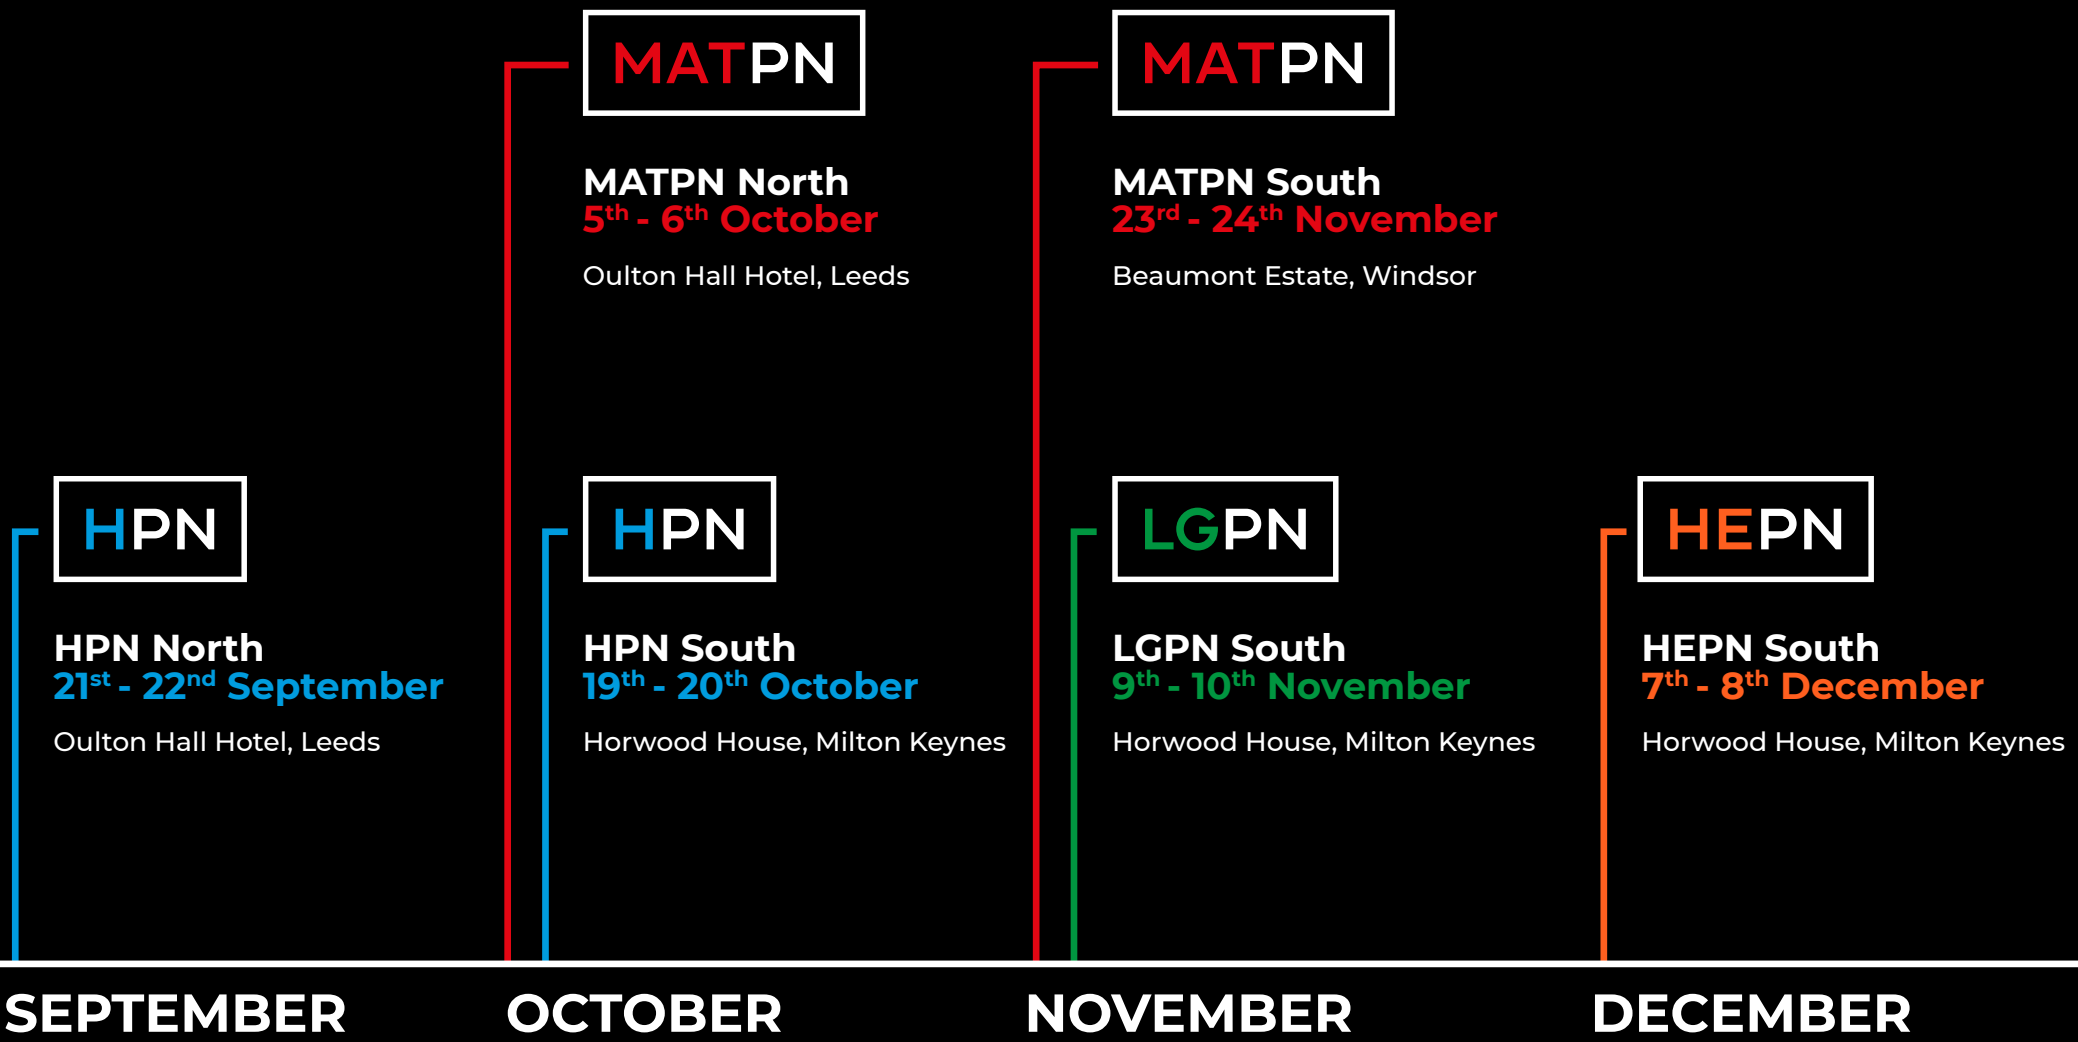 MATPN
MATPN North
5th - 6th October
Oulton Hall Hotel, Leeds
MATPN
MATPN South
23rd - 24th November
Beaumont Estate, Windsor
HPN
HPN North
21st - 22nd September
Oulton Hall Hotel, Leeds
HPN
HPN South
19th - 20th October
Horwood House, Milton Keynes
LGPN
LGPN South
9th - 10th November
Horwood House, Milton Keynes
HEPN
HEPN South
7th - 8th December
Horwood House, Milton Keynes
SEPTEMBER
OCTOBER
NOVEMBER
DECEMBER